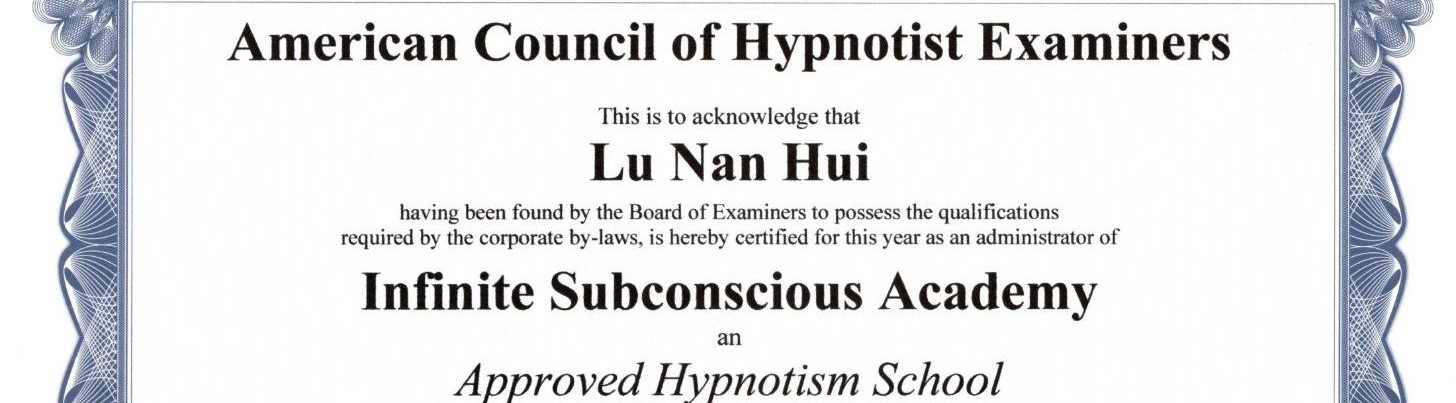 American Council of Hypnotist Examiners
This is to acknowledge that
Lu Nan Hui
having been found by the Board of Examiners to possess the qualifications
required by the corporate by-laws, is hereby certified for this year as an administrator of
Infinite Subconscious Academy
an
Approved Hypnotism School